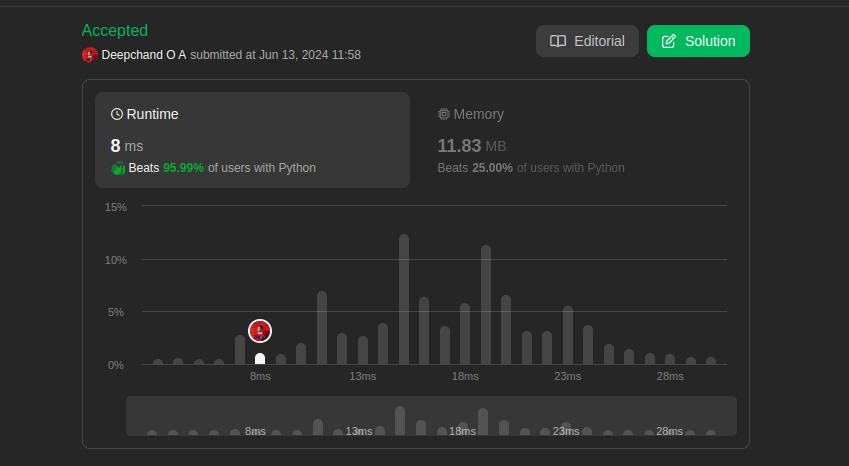 Accepted
Deepchand O A submitted at Jun 13, 2024 11:58
Editorial
Solution
Runtime
8 ms
Beats 95.99% of users with Python
Memory
11.83 MB
Beats 25.00% of users with Python
15%
10%
5%
0%
8ms 13ms 18ms 23ms 28ms
8ms 13ms 18ms 23ms 28ms